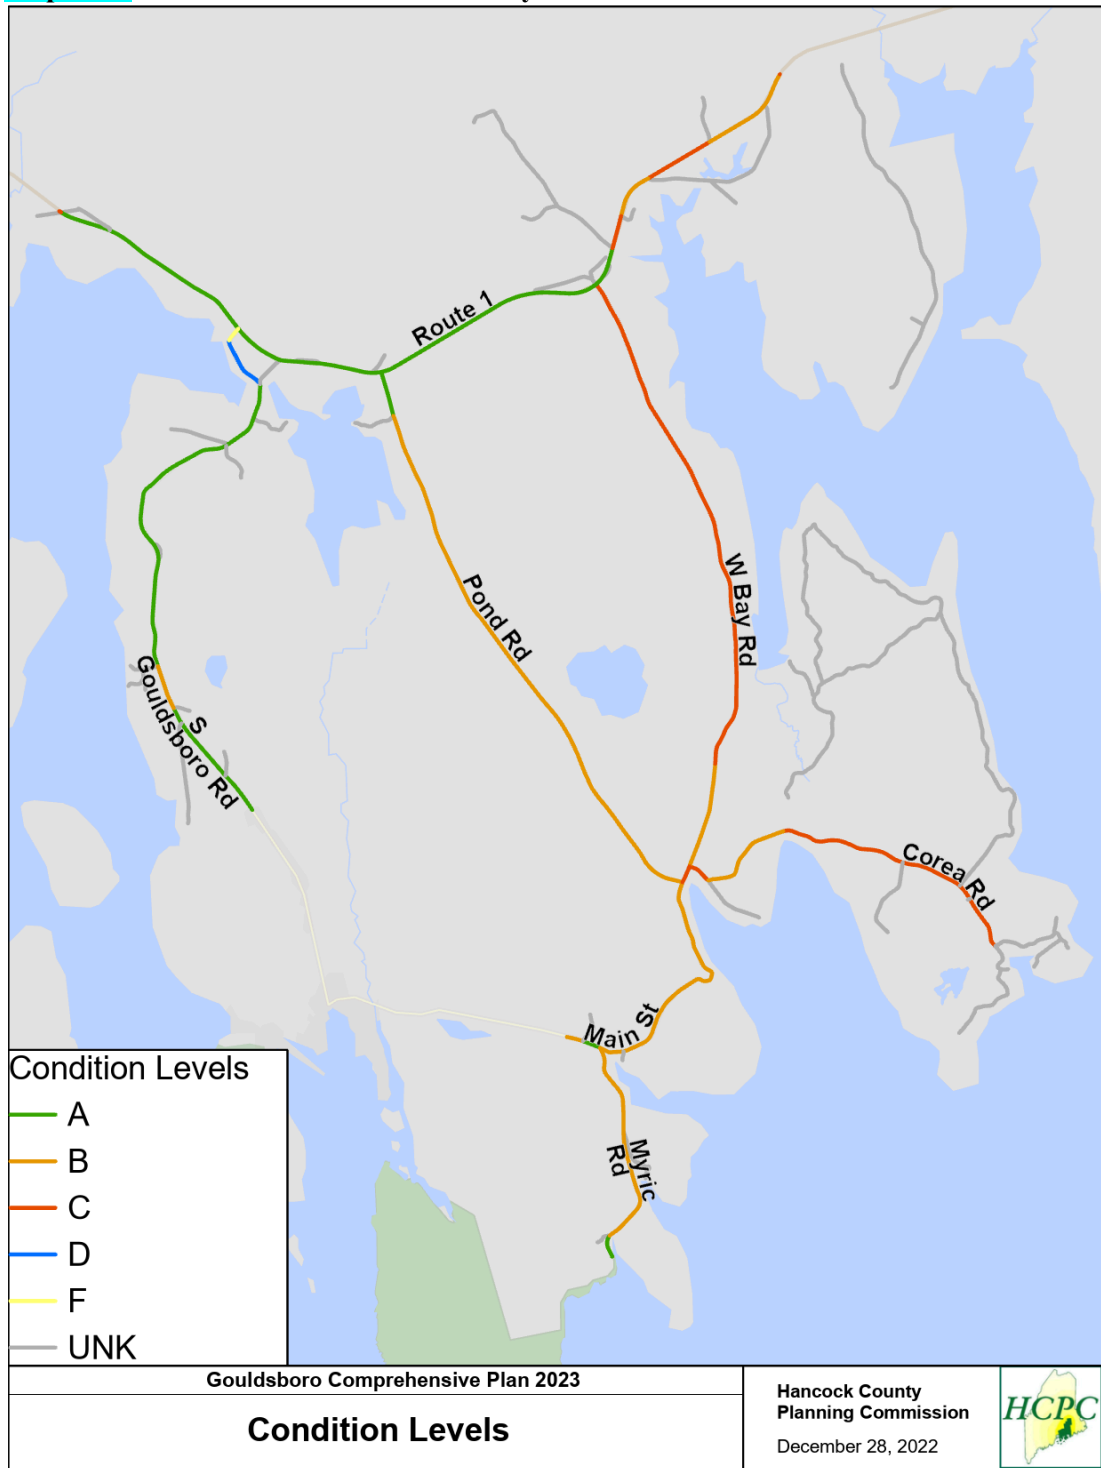 Route 1
Pond Rd
W Bay Rd
S
Gouldsboro Rd
Corea Rd
Main St
Myric
Rd
Condition Levels
A
B
C
D
F
UNK
Gouldsboro Comprehensive Plan 2023
Condition Levels
Hancock County
Planning Commission
December 28, 2022
HCPC